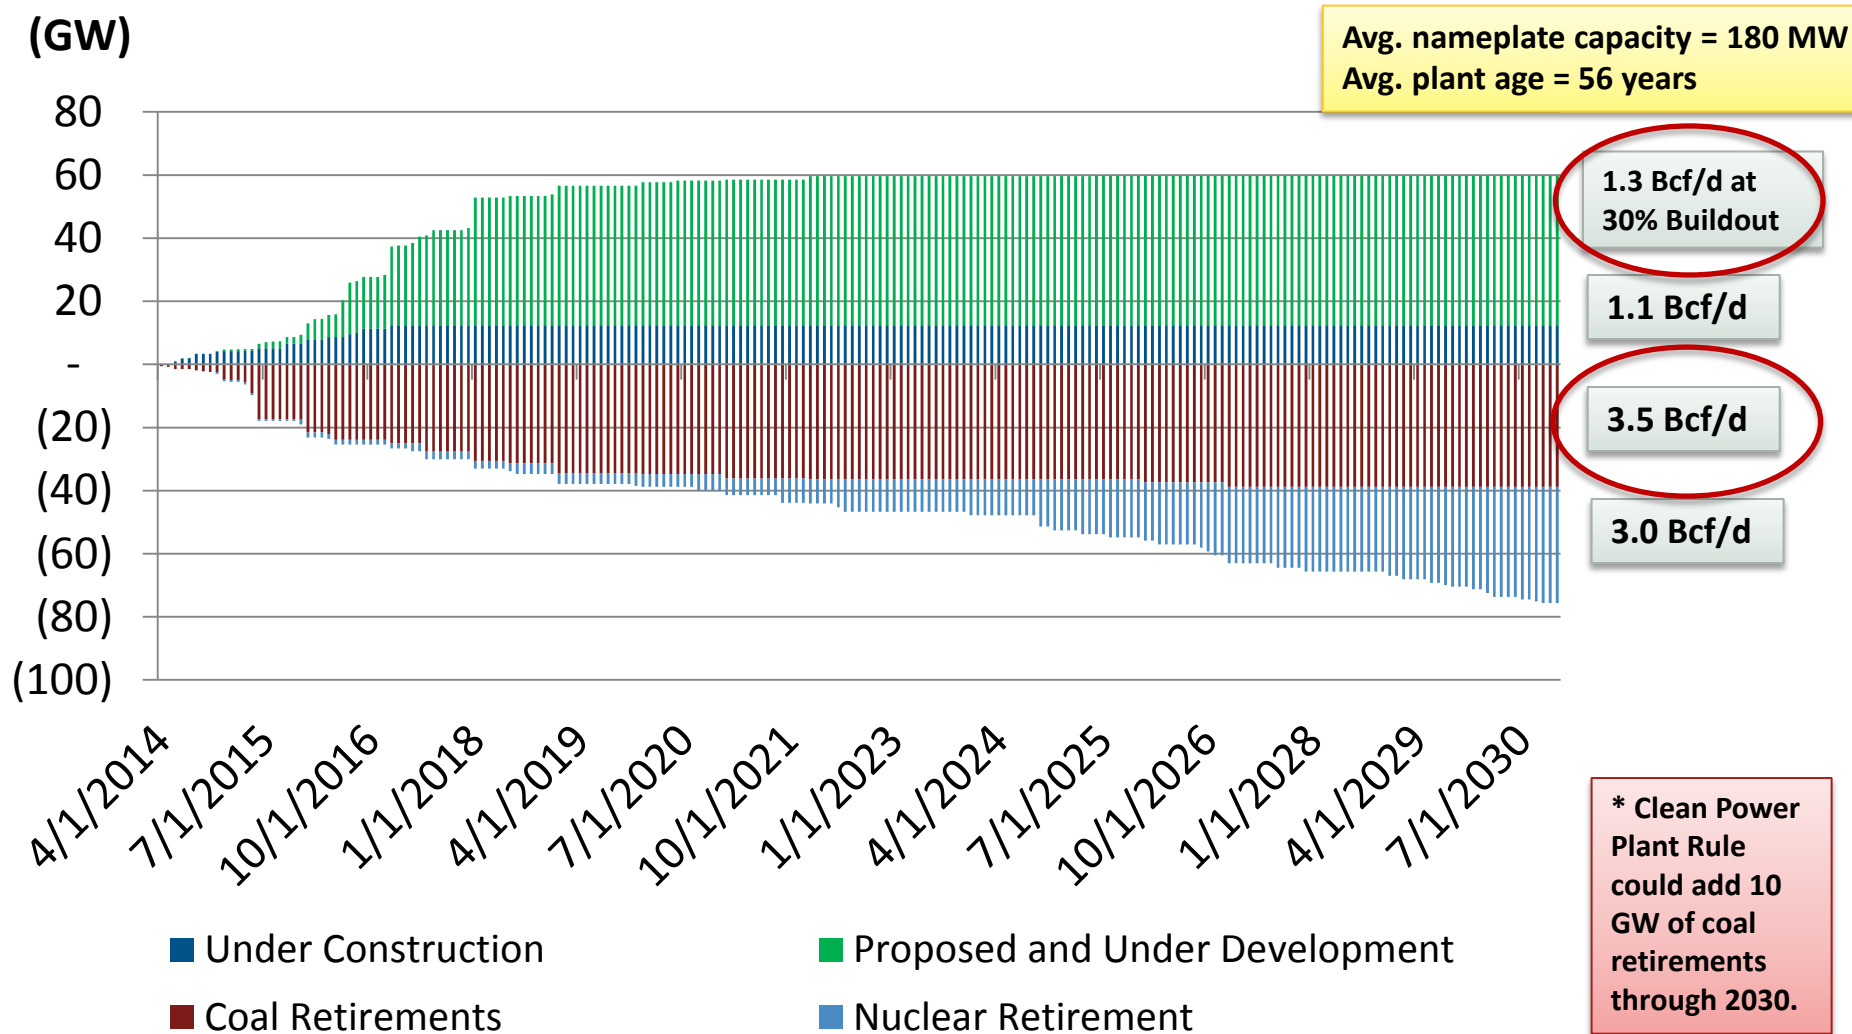 (GW)
Avg. nameplate capacity = 180 MW
Avg. plant age = 56 years
80
60
40
20
-
(20)
(40)
(60)
(80)
(100)
1.3 Bcf/d at
30% Buildout
1.1 Bcf/d
3.5 Bcf/d
3.0 Bcf/d
4/1/2014
7/1/2015
10/1/2016
1/1/2018
4/1/2019
7/1/2020
10/1/2021
1/1/2023
4/1/2024
7/1/2025
10/1/2026
1/1/2028
4/1/2029
7/1/2030
* Clean Power
Plant Rule
could add 10
GW of coal
retirements
through 2030.
Under Construction
Proposed and Under Development
Coal Retirements
Nuclear Retirement